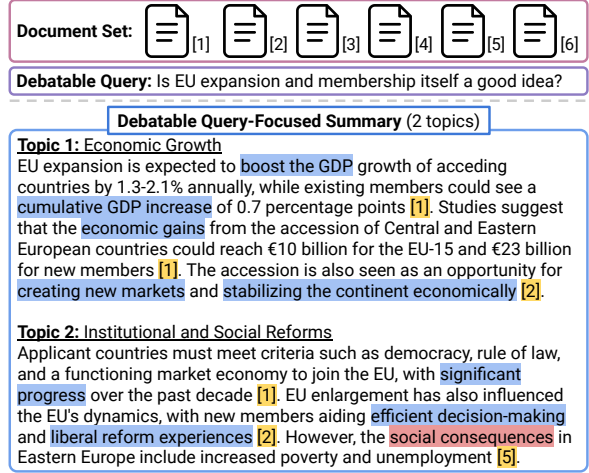 Document Set: [1] [2] [3] [4] [5] [6]
Debatable Query: Is EU expansion and membership itself a good idea?
Debatable Query-Focused Summary (2 topics)
Topic 1: Economic Growth
EU expansion is expected to boost the GDP growth of acceding
countries by 1.3-2.1% annually, while existing members could see a
cumulative GDP increase of 0.7 percentage points [1]. Studies suggest
that the economic gains from the accession of Central and Eastern
European countries could reach €10 billion for the EU-15 and €23 billion
for new members [1]. The accession is also seen as an opportunity for
creating new markets and stabilizing the continent economically [2].
Topic 2: Institutional and Social Reforms
Applicant countries must meet criteria such as democracy, rule of law,
and a functioning market economy to join the EU, with significant
progress over the past decade [1]. EU enlargement has also influenced
the EU's dynamics, with new members aiding efficient decision-making
and liberal reform experiences [2]. However, the social consequences in
Eastern Europe include increased poverty and unemployment [5].